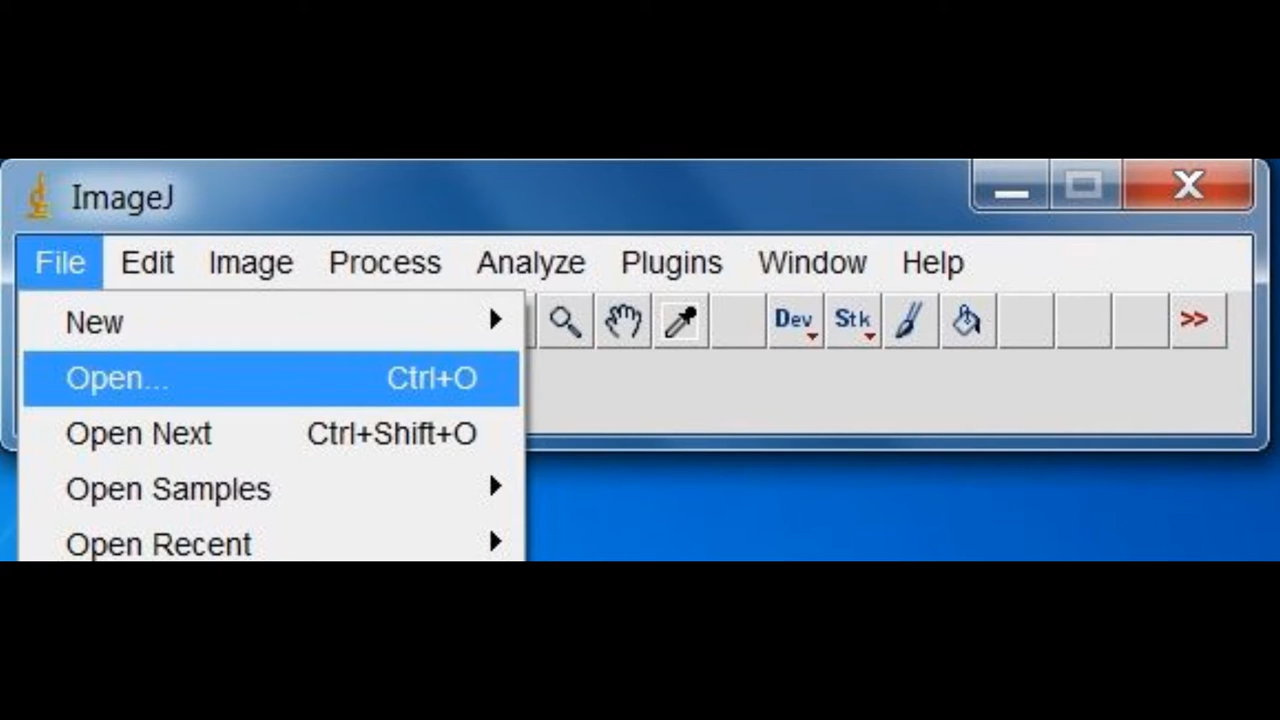 ImageJ
File Edit Image Process Analyze Plugins Window Help
New
Dev Stk >>
Open... Ctrl+O
Open Next Ctrl+Shift+O
Open Samples
Open Recent